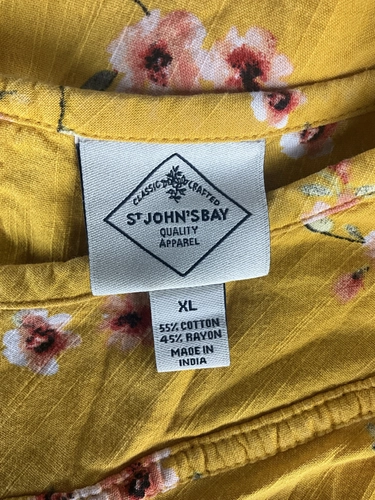 CLASSIC CRAFTED
ST JOHN'S BAY
QUALITY
APPAREL
XL
55% COTTON
45% RAYON
MADE IN
INDIA